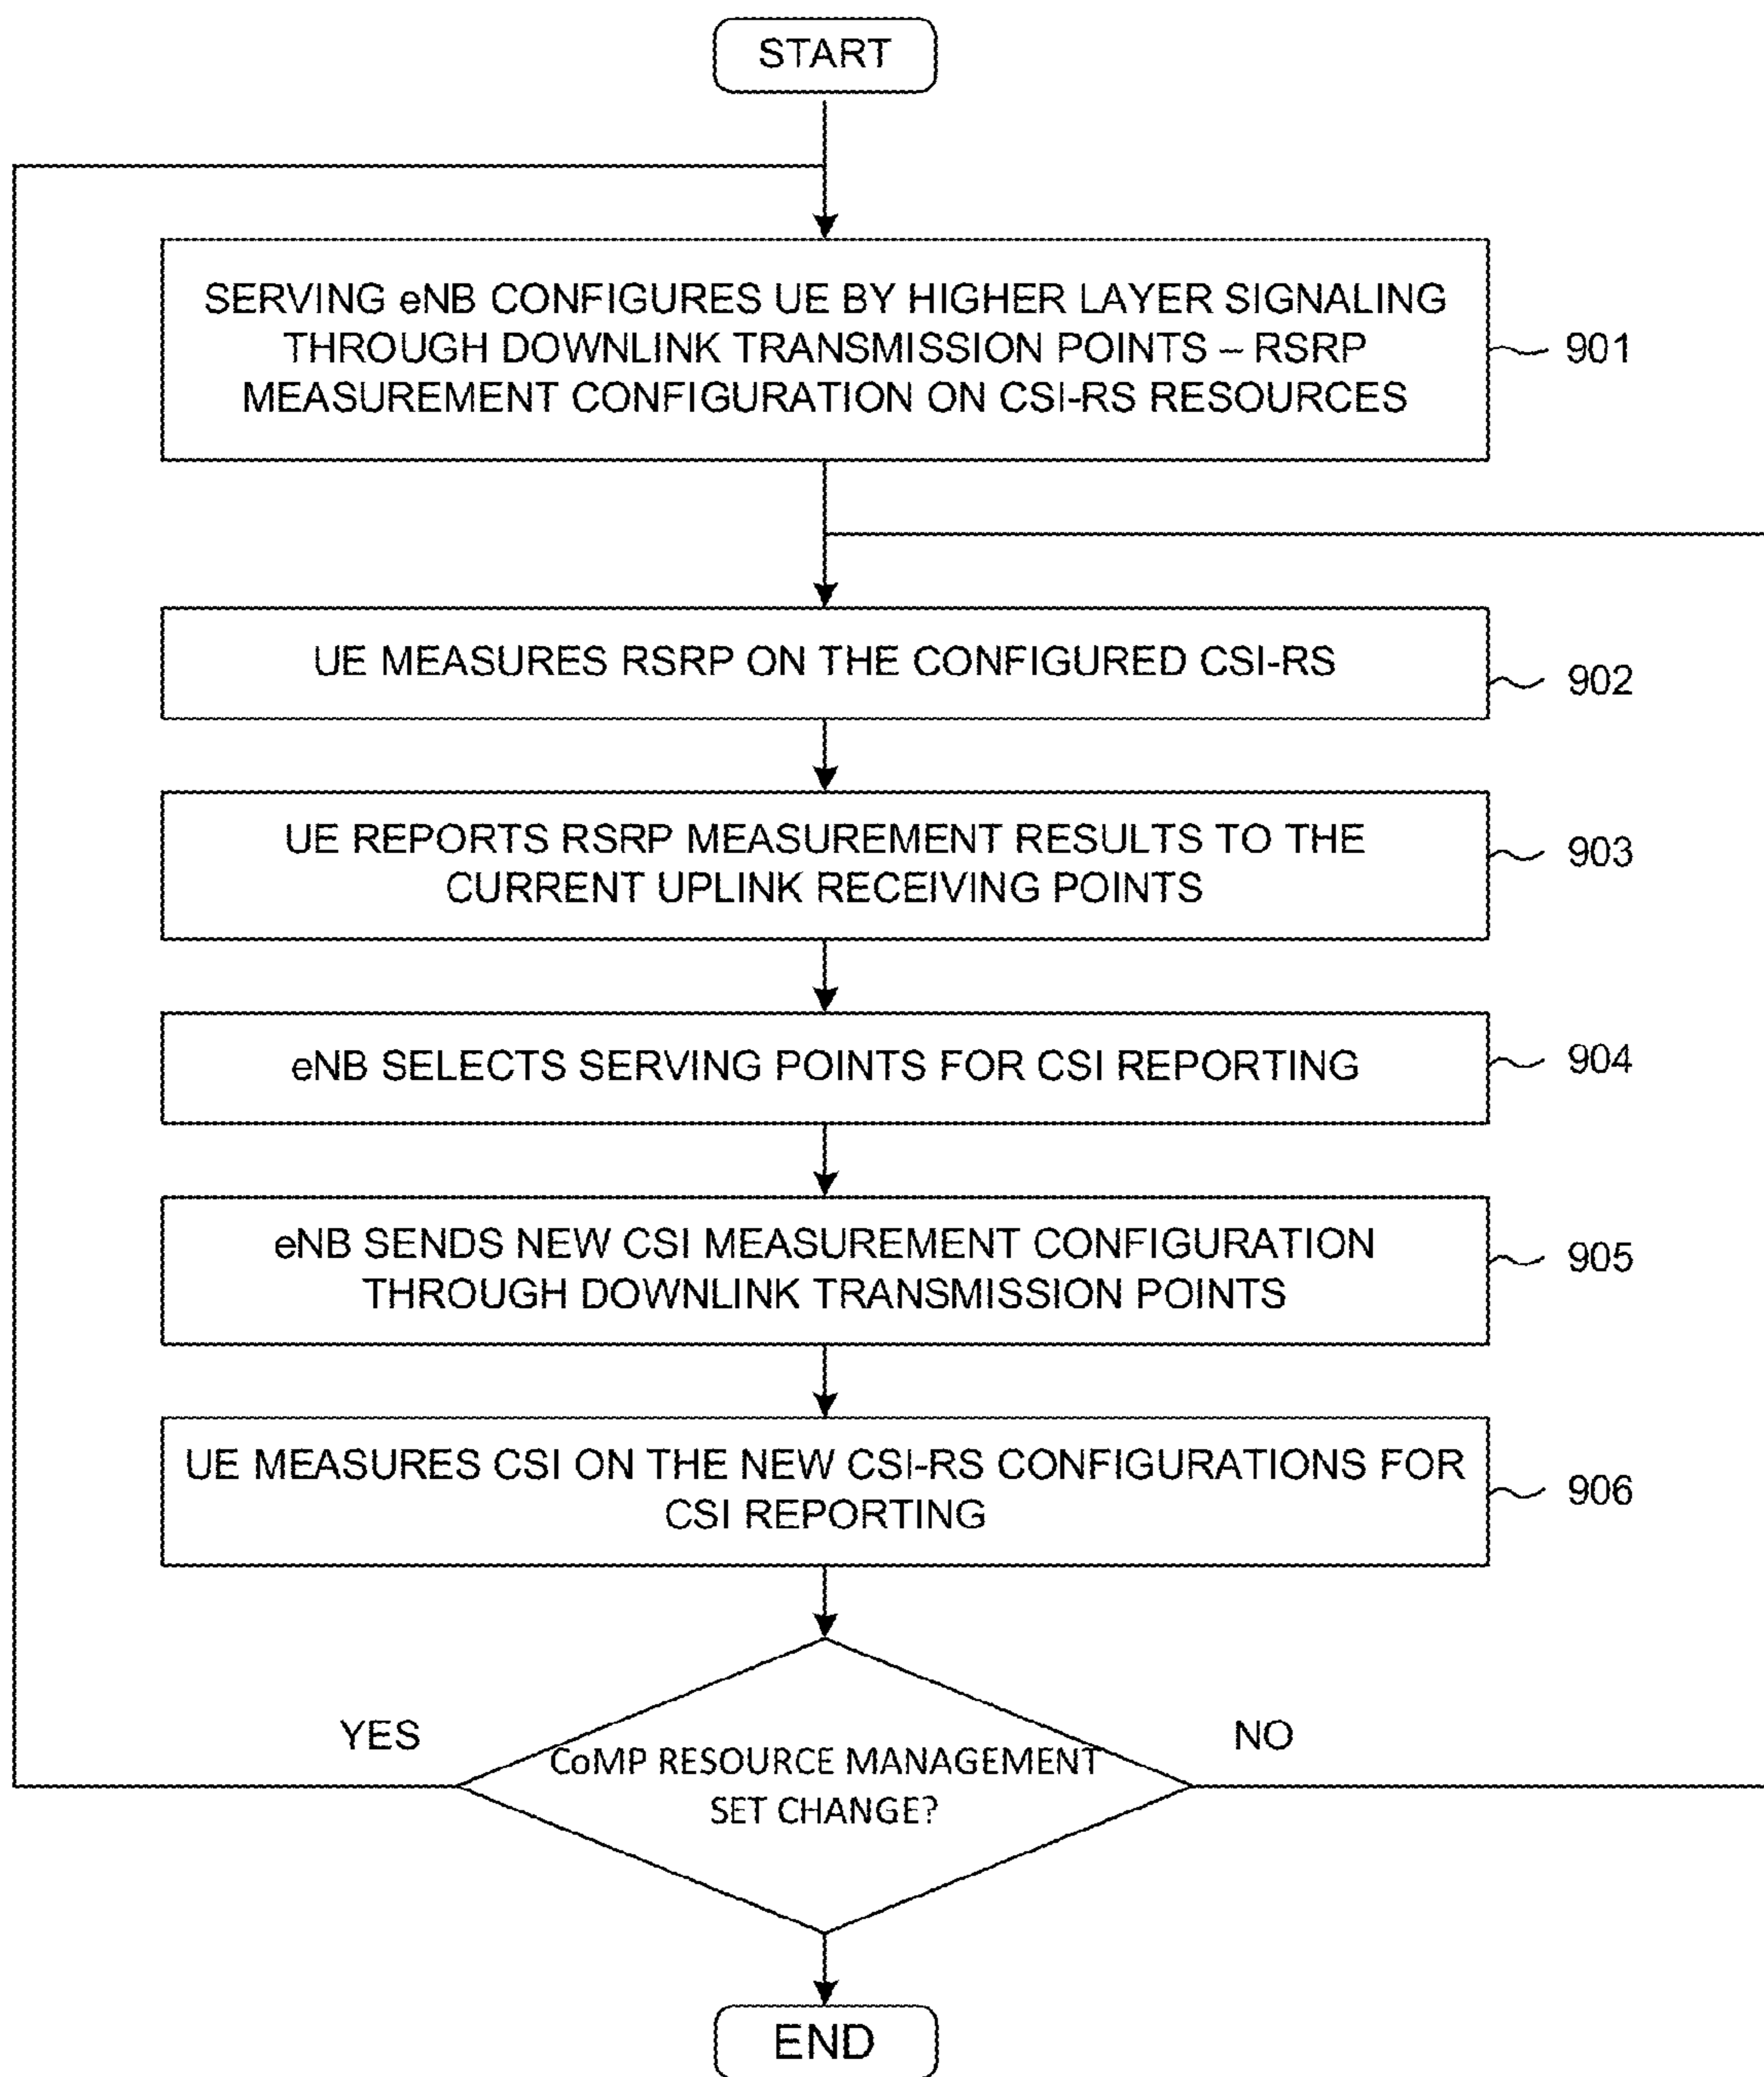 START
SERVING eNB CONFIGURES UE BY HIGHER LAYER SIGNALING
THROUGH DOWNLINK TRANSMISSION POINTS – RSRP
MEASUREMENT CONFIGURATION ON CSI-RS RESOURCES
901
UE MEASURES RSRP ON THE CONFIGURED CSI-RS
902
UE REPORTS RSRP MEASUREMENT RESULTS TO THE
CURRENT UPLINK RECEIVING POINTS
903
eNB SELECTS SERVING POINTS FOR CSI REPORTING
904
eNB SENDS NEW CSI MEASUREMENT CONFIGURATION
THROUGH DOWNLINK TRANSMISSION POINTS
905
UE MEASURES CSI ON THE NEW CSI-RS CONFIGURATIONS FOR
CSI REPORTING
906
YES
NO
CoMP RESOURCE MANAGEMENT
SET CHANGE?
END